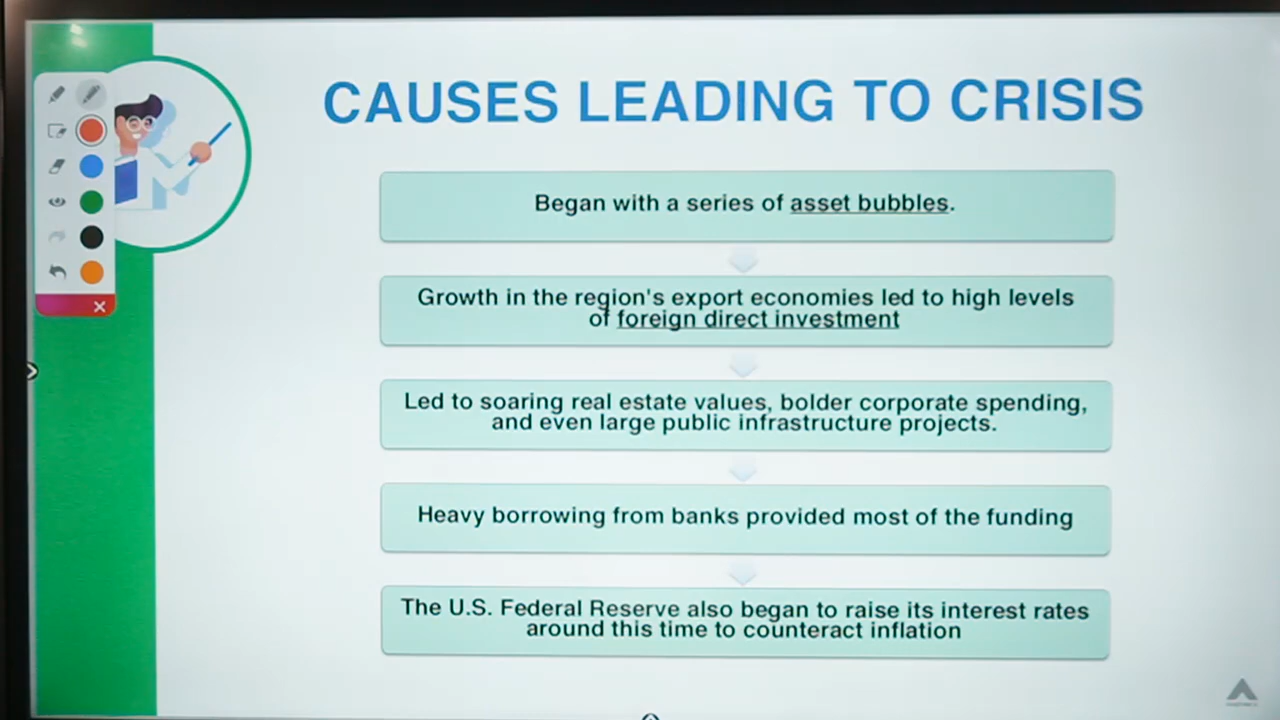 CAUSES LEADING TO CRISIS
Began with a series of asset bubbles.
Growth in the region's export economies led to high levels
of foreign direct investment
Led to soaring real estate values, bolder corporate spending,
and even large public infrastructure projects.
Heavy borrowing from banks provided most of the funding
The U.S. Federal Reserve also began to raise its interest rates
around this time to counteract inflation